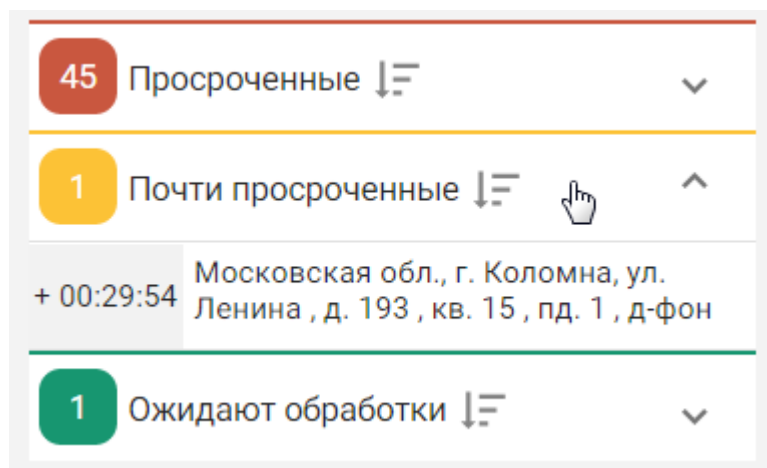 45 Просроченные
1 Почти просроченные
+ 00:29:54 Московская обл., г. Коломна, ул.
Ленина , д. 193 , кв. 15 , пд. 1 , д-фон
1 Ожидают обработки